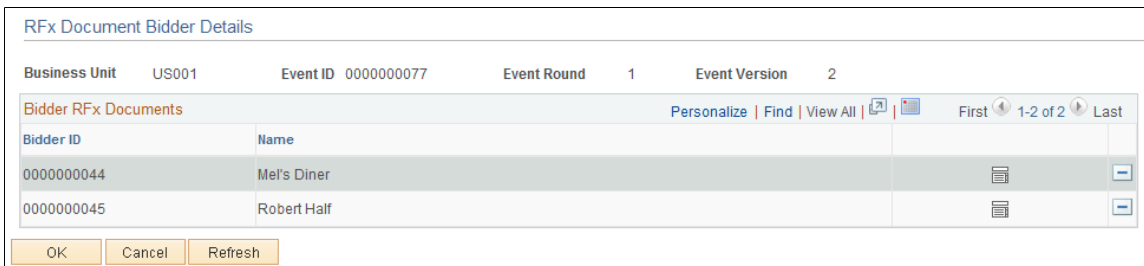 RFx Document Bidder Details
Business Unit US001 Event ID 0000000077 Event Round 1 Event Version 2
Bidder RFx Documents Personalize | Find | View All | | First 1-2 of 2 Last
Bidder ID Name
0000000044 Mel's Diner
0000000045 Robert Half
OK Cancel Refresh